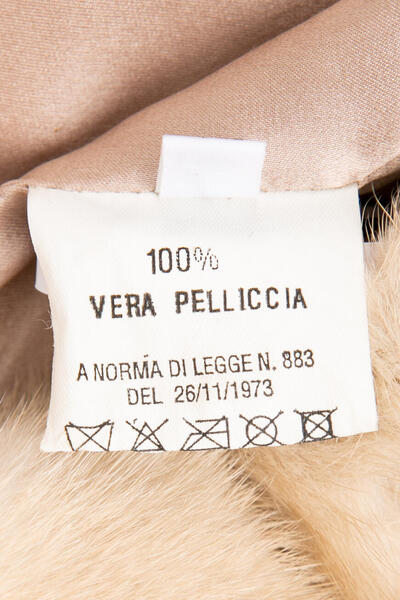 100%
VERA PELLICCIA
A NORMA DI LEGGE N. 883
DEL 26/11/1973